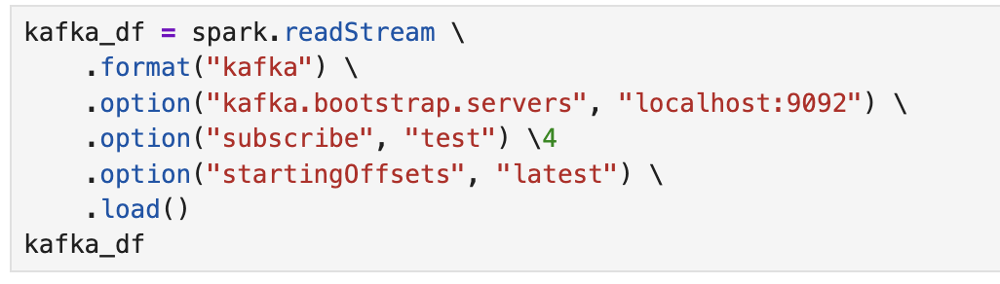 kafka_df = spark.readStream \
    .format("kafka") \
    .option("kafka.bootstrap.servers", "localhost:9092") \
    .option("subscribe", "test") \4
    .option("startingOffsets", "latest") \
    .load()
kafka_df